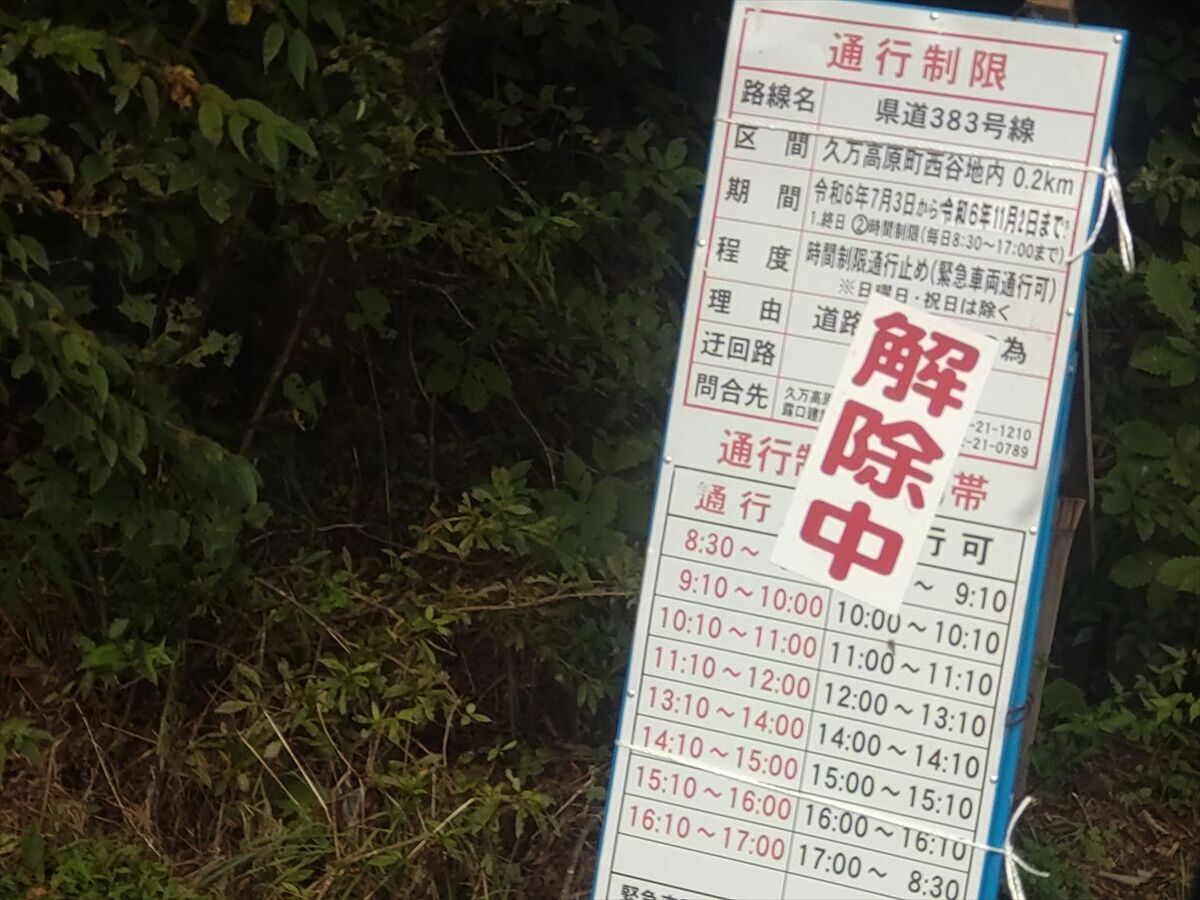 通行制限
路線名 県道383号線
区間 久万高原町西谷地内 0.2km
期間 令和6年7月3日から令和6年11月2日まで
1.終日 ②時間制限(毎日8:30～17:00まで)
程度 時間制限通行止め(緊急車両通行可)
※日曜日・祝日は除く
理由 道路 為
迂回路
問合先 久万高原
-21-1210
-21-0789
解除中
通行制 帯
通行 行可
8:30～ ～ 9:10
9:10～10:00 10:00～10:10
10:10～11:00 11:00～11:10
11:10～12:00 12:00～13:10
13:10～14:00 14:00～14:10
14:10～15:00 15:00～15:10
15:10～16:00 16:00～16:10
16:10～17:00 17:00～ 8:30